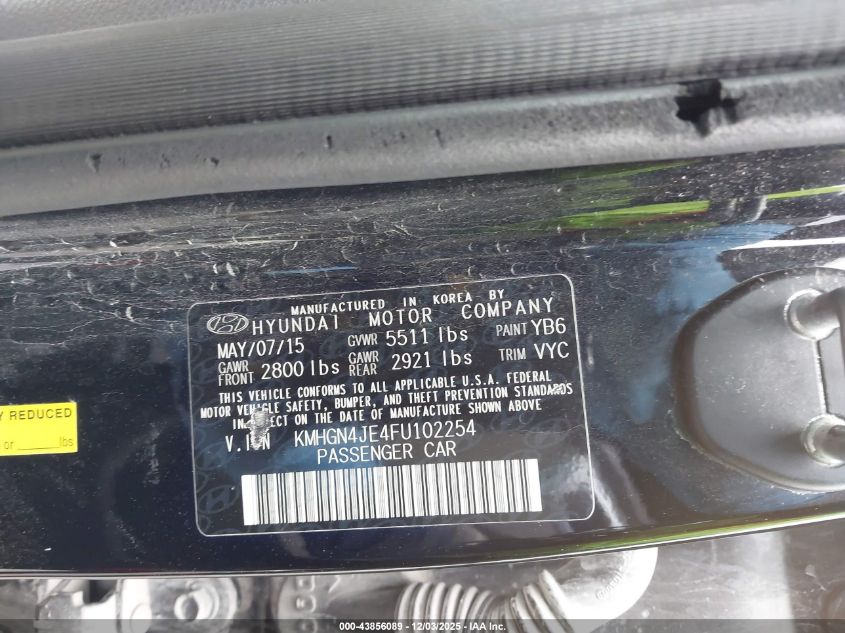 MANUFACTURED IN KOREA BY
HYUNDAI MOTOR COMPANY
MAY/07/15 GVWR 5511 lbs PAINT YB6
GAWR FRONT 2800 lbs GAWR REAR 2921 lbs TRIM VYC
THIS VEHICLE CONFORMS TO ALL APPLICABLE U.S.A. FEDERAL
MOTOR VEHICLE SAFETY, BUMPER, AND THEFT PREVENTION STANDARDS
IN EFFECT ON THE DATE OF MANUFACTURE SHOWN ABOVE
V.I.N KMHGN4JE4FU102254
PASSENGER CAR
Y REDUCED
or ___lbs
000-43856089 - 12/03/2025 - IAA Inc.